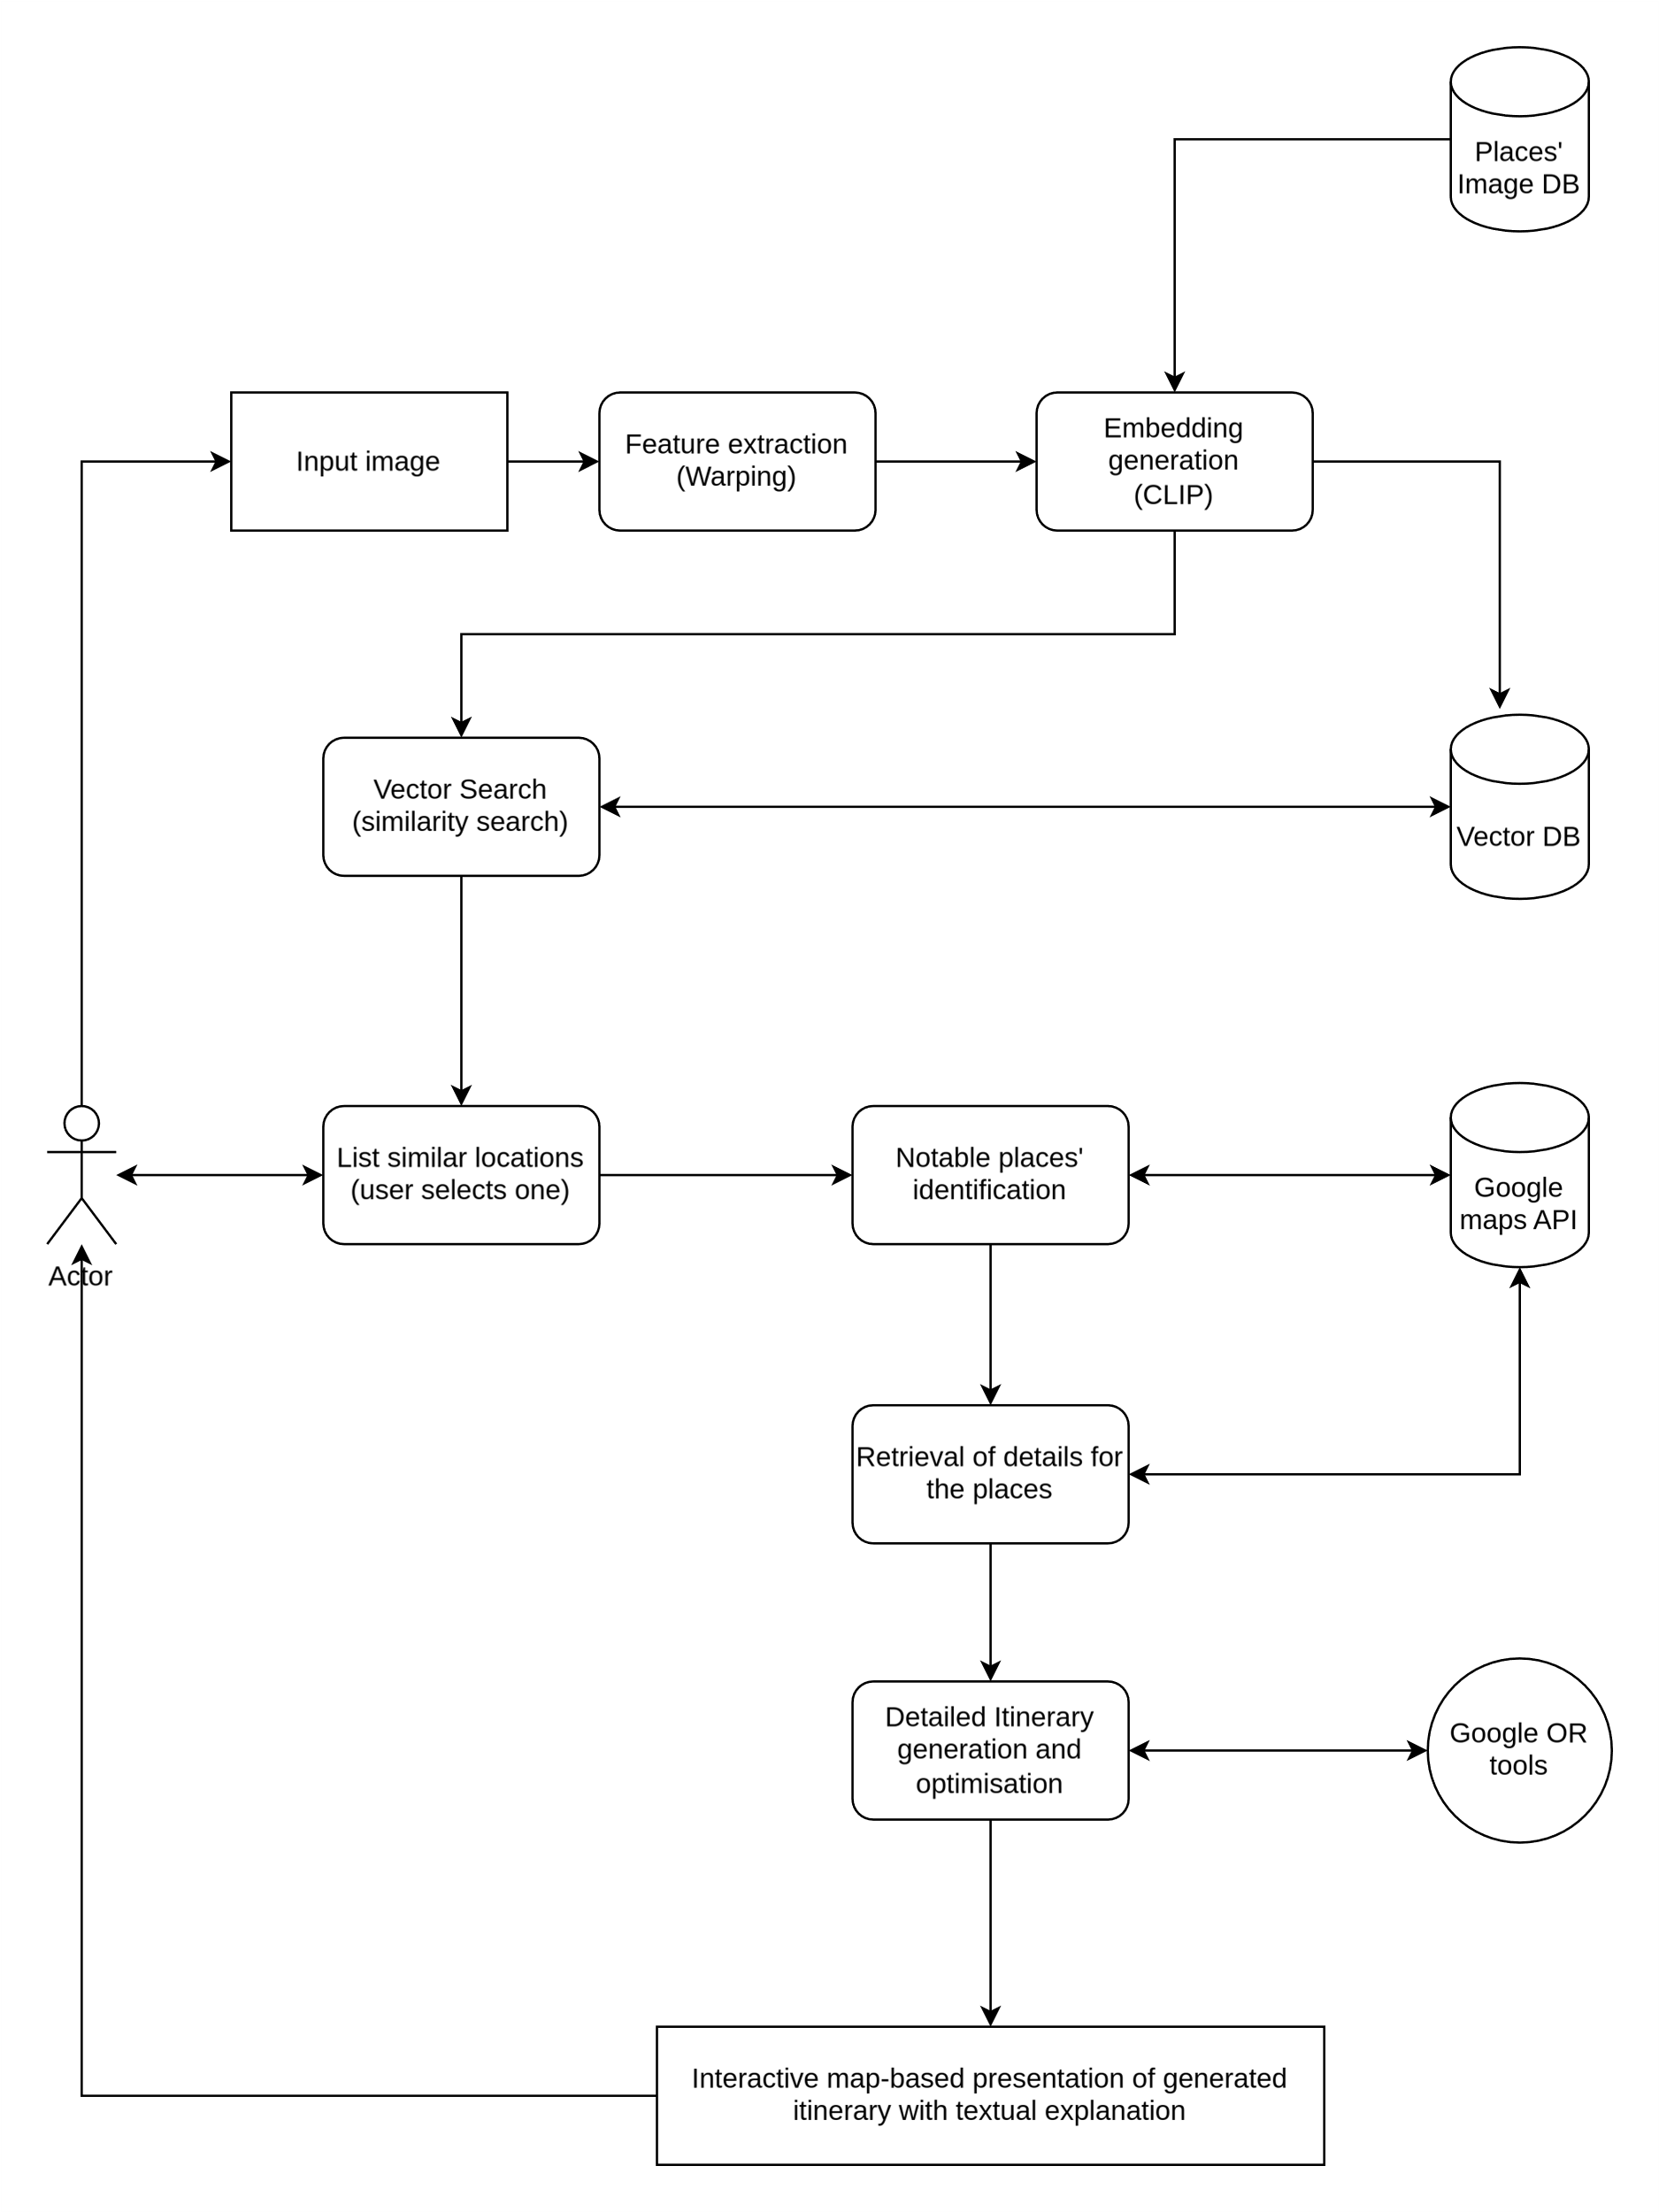 Places'
Image DB
Input image
Feature extraction
(Warping)
Embedding
generation
(CLIP)
Vector Search
(similarity search)
Vector DB
Actor
List similar locations
(user selects one)
Notable places'
identification
Google
maps API
Retrieval of details for
the places
Detailed Itinerary
generation and
optimisation
Google OR
tools
Interactive map-based presentation of generated
itinerary with textual explanation